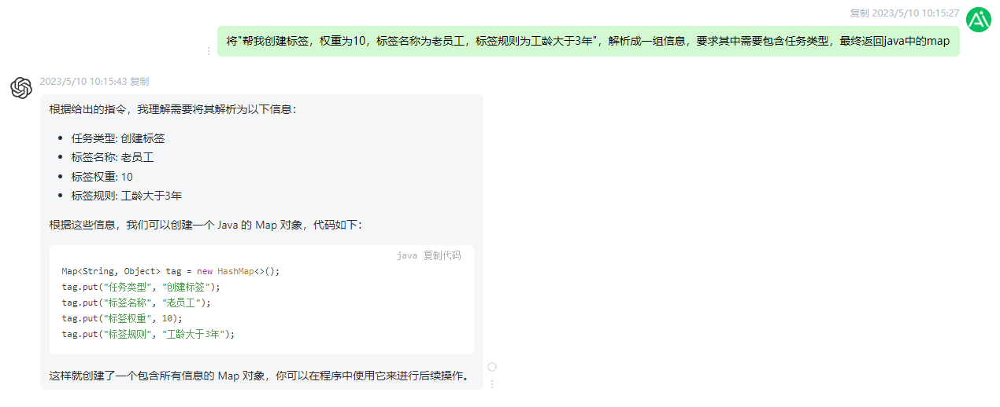 复制 2023/5/10 10:15:27
将"帮我创建标签，权重为10，标签名称为老员工，标签规则为工龄大于3年"，解析成一组信息，要求其中需要包含任务类型，最终返回java中的map
2023/5/10 10:15:43 复制
根据给出的指令，我理解需要将其解析为以下信息：
• 任务类型: 创建标签
• 标签名称: 老员工
• 标签权重: 10
• 标签规则: 工龄大于3年
根据这些信息，我们可以创建一个 Java 的 Map 对象，代码如下：
java 复制代码
Map<String, Object> tag = new HashMap<>();
tag.put("任务类型", "创建标签");
tag.put("标签名称", "老员工");
tag.put("标签权重", 10);
tag.put("标签规则", "工龄大于3年");
这样就创建了一个包含所有信息的 Map 对象，你可以在程序中使用它来进行后续操作。